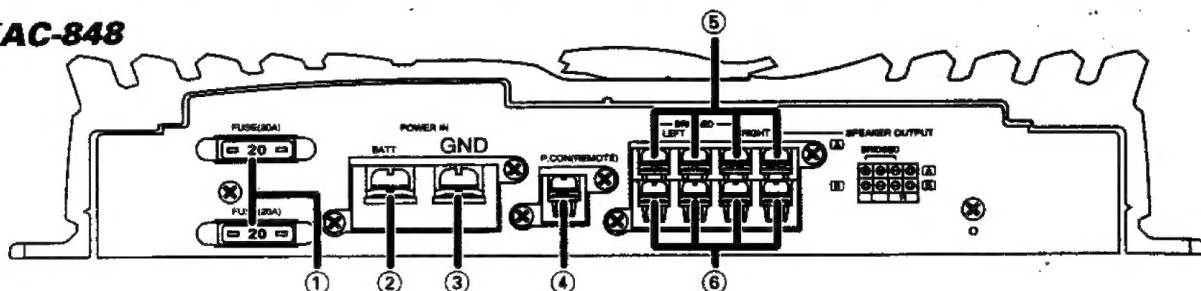 ⑤
KAC-848
FUSE(20A)
20
POWER IN
BATT
GND
P.CON(REMOTE)
LEFT
RIGHT
SPEAKER OUTPUT
A
BRIDGED
A
B
20
①
②
③
④
⑥